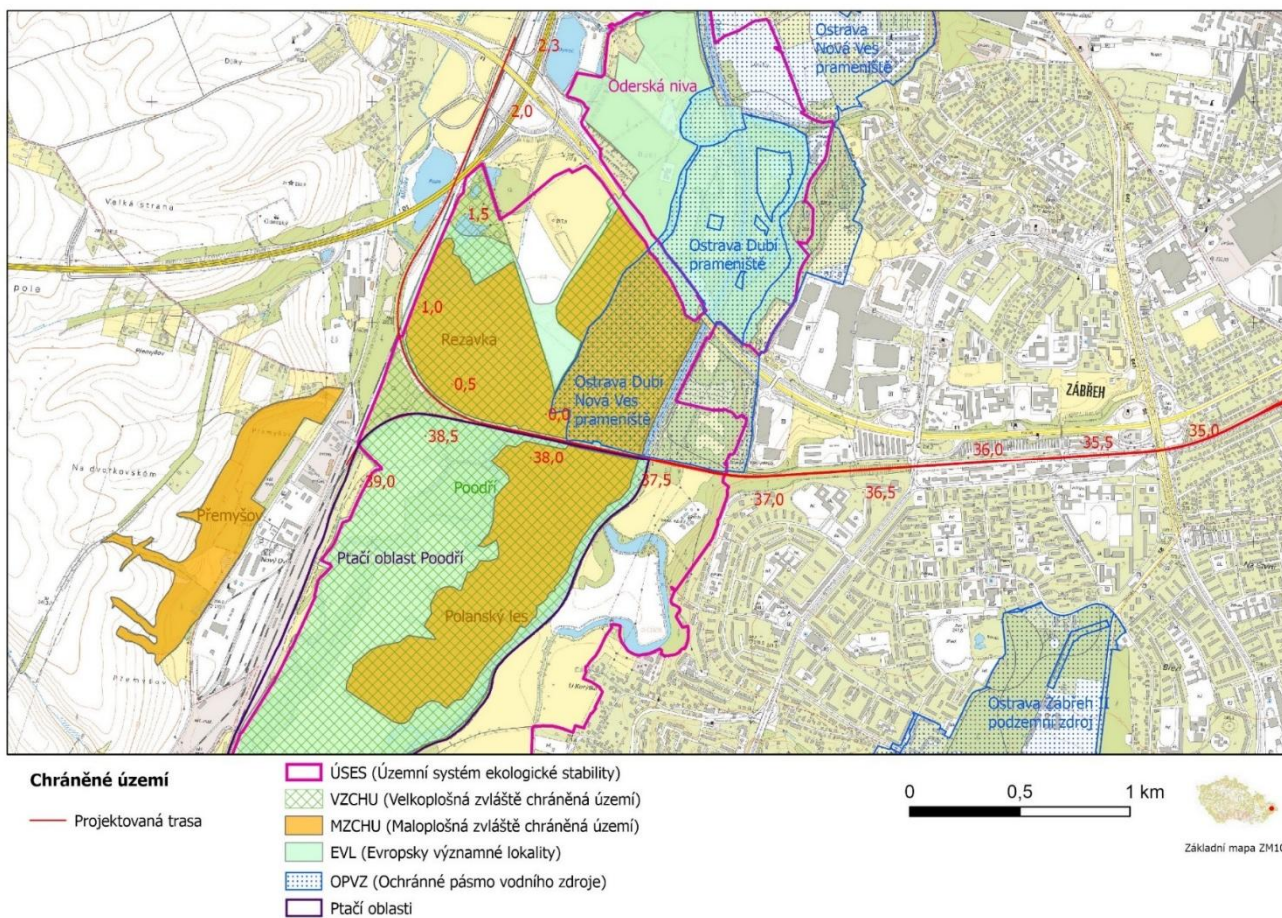 2,3
Ostrava
Nová Ves
prameniště
Oderská niva
2,0
Velká strana
1,5
Ostrava Dubí
prameniště
1,0
Rezavka
0,5
Ostrava Dubí
Nová Ves
prameniště
0,0
ZÁBŘEH
Přemyšov
Na dvorkovském
38,5
38,0
37,5
37,0
36,5
36,0
35,5
35,0
39,0
Poodří
Přemyšov
Ptačí oblast Poodří
Polanský les
Přemyšov
Ostrava Zábřeh II
podzemní zdroj
Chráněné území
Projektovaná trasa
ÚSES (Územní systém ekologické stability)
VZCHU (Velkoplošná zvláště chráněná území)
MZCHU (Maloplošná zvláště chráněná území)
EVL (Evropsky významné lokality)
OPVZ (Ochránné pásmo vodního zdroje)
Ptačí oblasti
0 0,5 1 km
Základní mapa ZM10